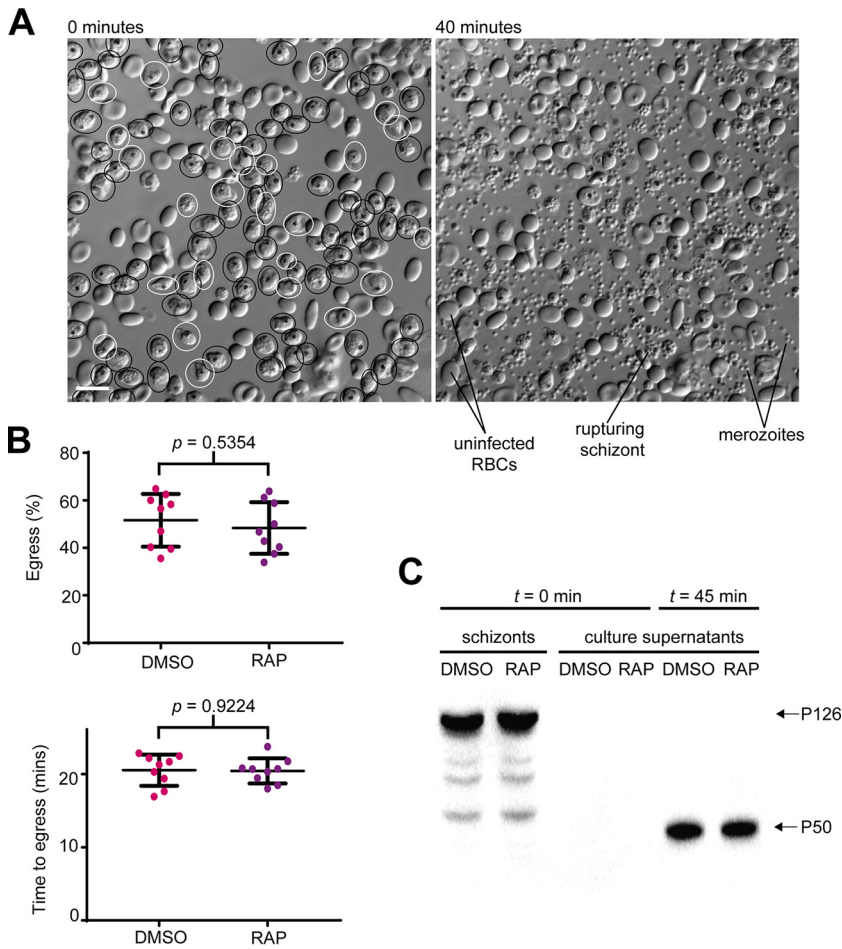 A
0 minutes
40 minutes
uninfected
RBCs
rupturing
schizont
merozoites
B
p = 0.5354
80
60
40
20
0
Egress (%)
DMSO
RAP
p = 0.9224
20
10
0
Time to egress (mins)
DMSO
RAP
C
t = 0 min
t = 45 min
schizonts
culture supernatants
DMSO RAP DMSO RAP DMSO RAP
P126
P50